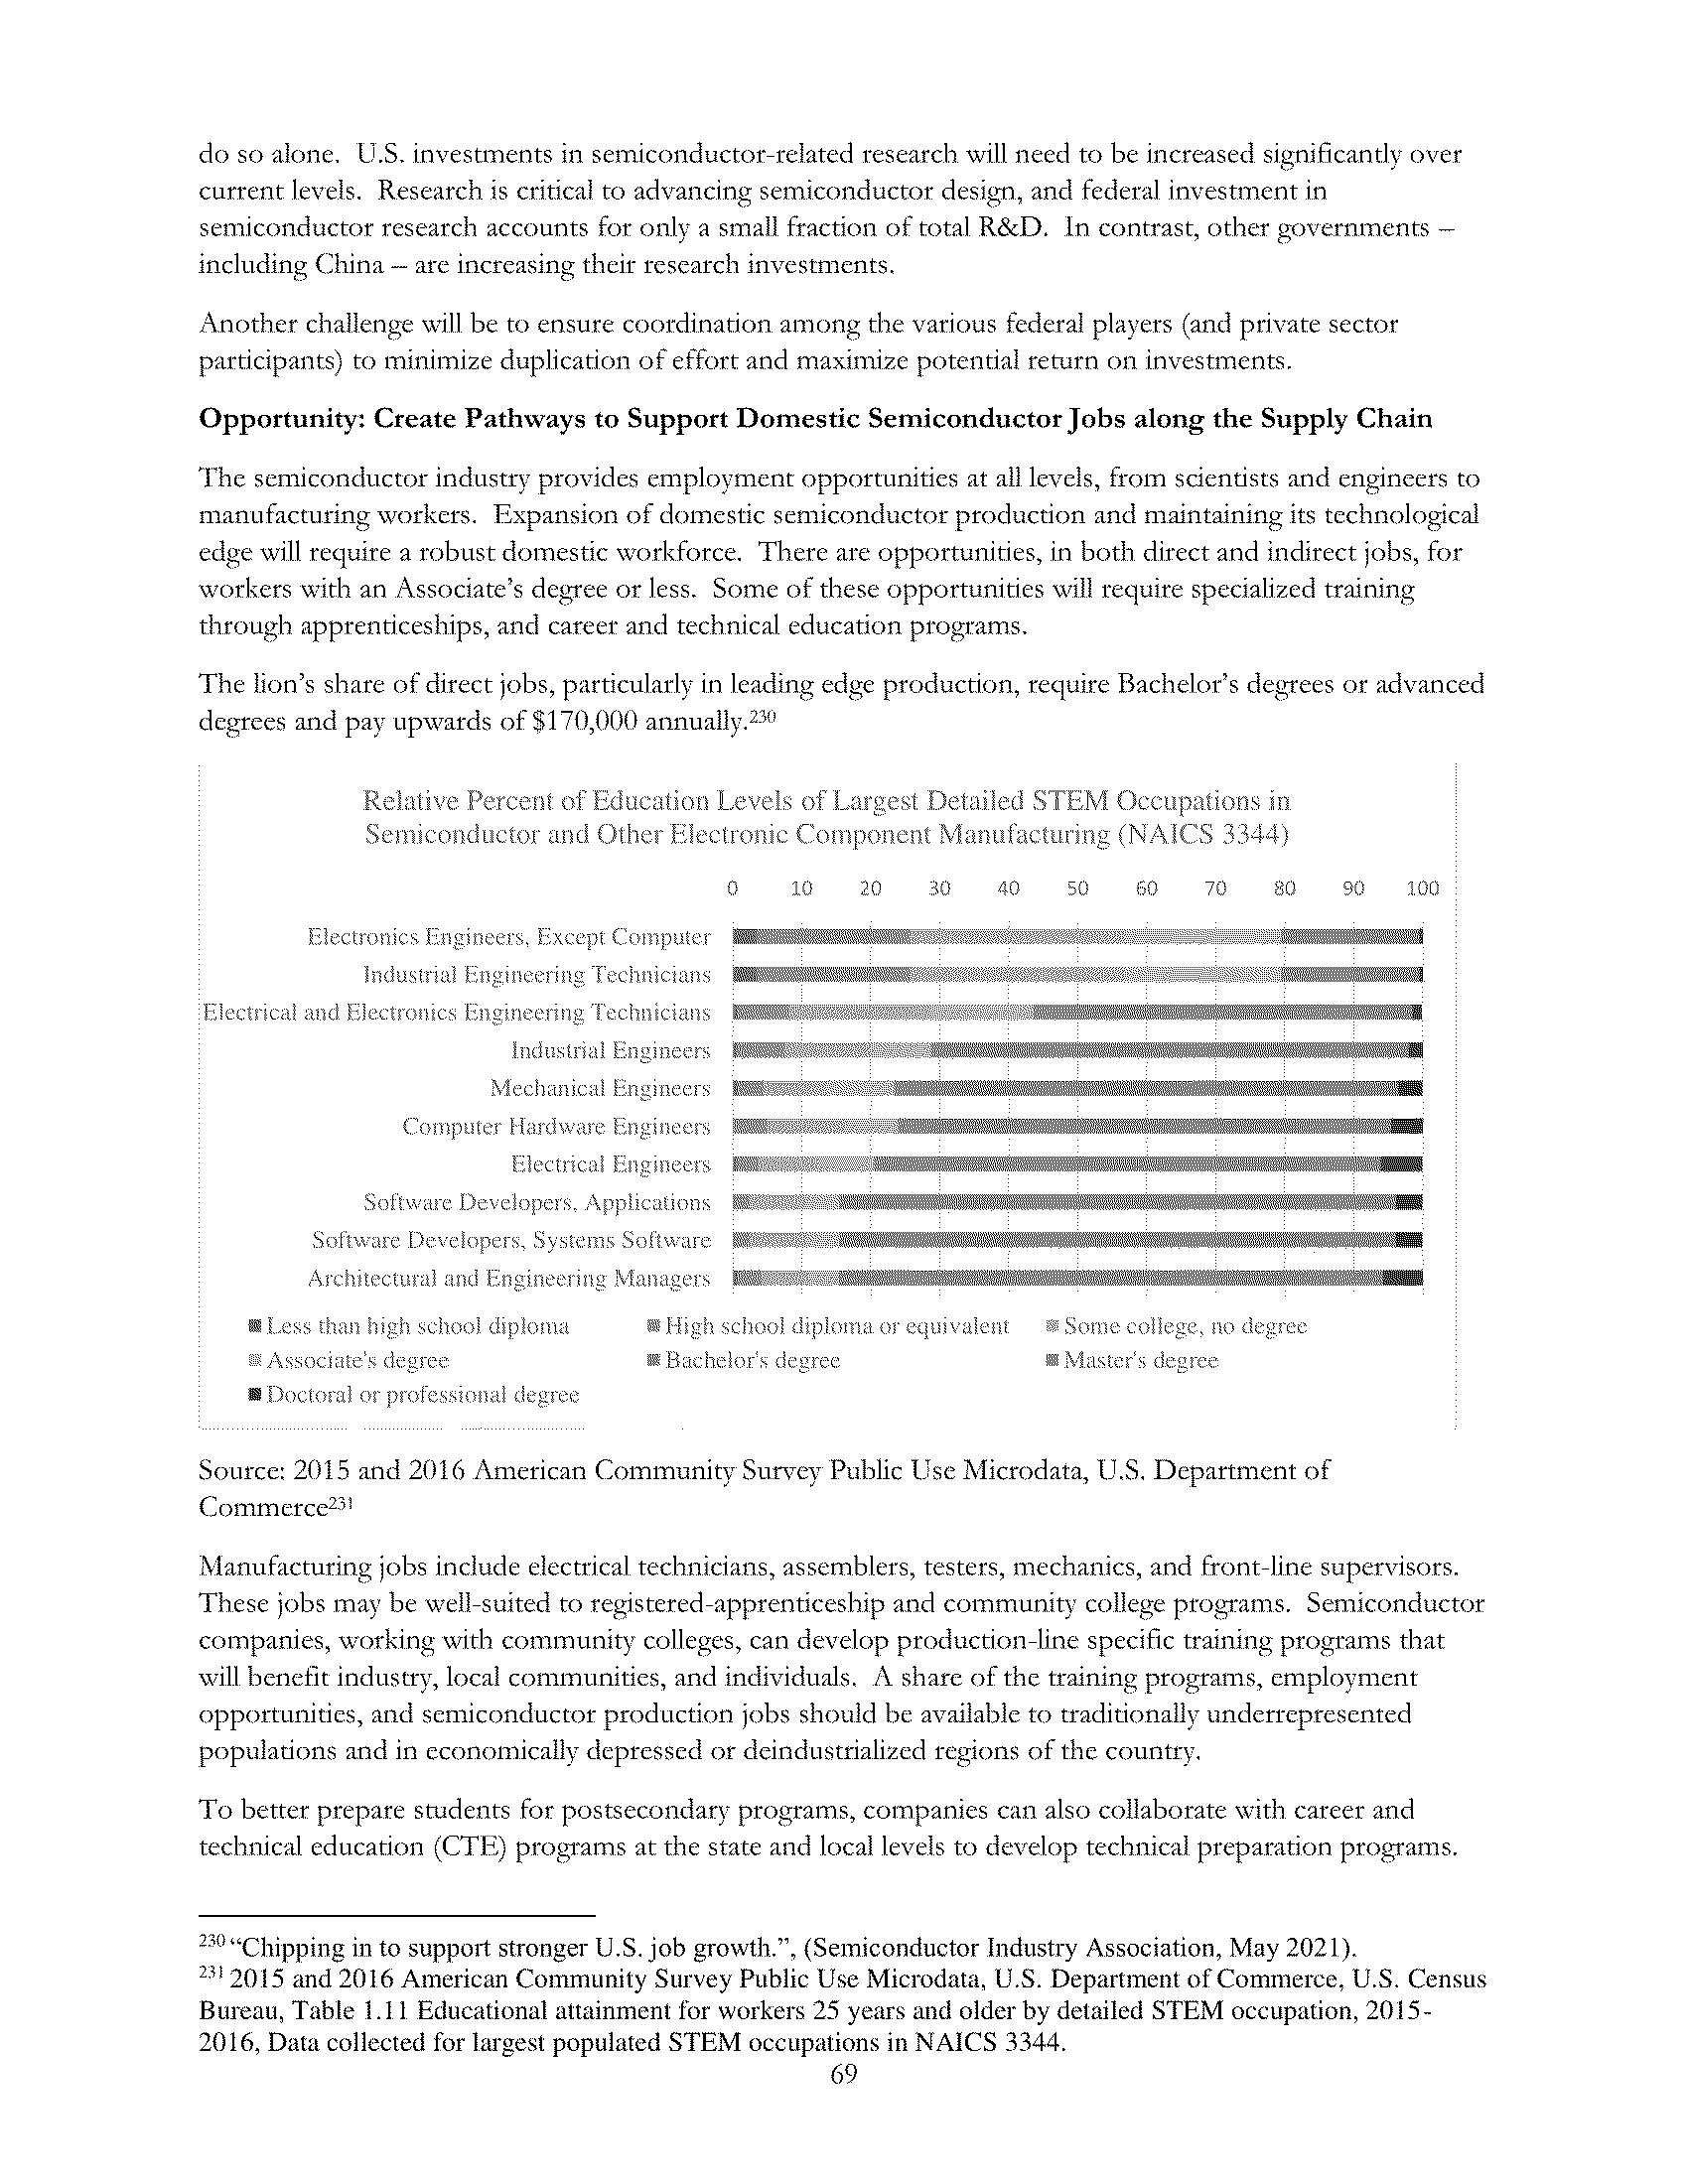 do so alone.  U.S. investments in semiconductor-related research will need to be increased significantly over
current levels.  Research is critical to advancing semiconductor design, and federal investment in
semiconductor research accounts for only a small fraction of total R&D.  In contrast, other governments –
including China – are increasing their research investments.
Another challenge will be to ensure coordination among the various federal players (and private sector
participants) to minimize duplication of effort and maximize potential return on investments.
Opportunity: Create Pathways to Support Domestic Semiconductor Jobs along the Supply Chain
The semiconductor industry provides employment opportunities at all levels, from scientists and engineers to
manufacturing workers.  Expansion of domestic semiconductor production and maintaining its technological
edge will require a robust domestic workforce.  There are opportunities, in both direct and indirect jobs, for
workers with an Associate's degree or less.  Some of these opportunities will require specialized training
through apprenticeships, and career and technical education programs.
The lion's share of direct jobs, particularly in leading edge production, require Bachelor's degrees or advanced
degrees and pay upwards of $170,000 annually.230
Relative Percent of Education Levels of Largest Detailed STEM Occupations in
Semiconductor and Other Electronic Component Manufacturing (NAICS 3344)
0 10 20 30 40 50 60 70 80 90 100
Electronics Engineers, Except Computer
Industrial Engineering Technicians
Electrical and Electronics Engineering Technicians
Industrial Engineers
Mechanical Engineers
Computer Hardware Engineers
Electrical Engineers
Software Developers, Applications
Software Developers, Systems Software
Architectural and Engineering Managers
Less than high school diploma High school diploma or equivalent Some college, no degree
Associate's degree Bachelor's degree Master's degree
Doctoral or professional degree
Source: 2015 and 2016 American Community Survey Public Use Microdata, U.S. Department of
Commerce231
Manufacturing jobs include electrical technicians, assemblers, testers, mechanics, and front-line supervisors.
These jobs may be well-suited to registered-apprenticeship and community college programs.  Semiconductor
companies, working with community colleges, can develop production-line specific training programs that
will benefit industry, local communities, and individuals.  A share of the training programs, employment
opportunities, and semiconductor production jobs should be available to traditionally underrepresented
populations and in economically depressed or deindustrialized regions of the country.
To better prepare students for postsecondary programs, companies can also collaborate with career and
technical education (CTE) programs at the state and local levels to develop technical preparation programs.
230 "Chipping in to support stronger U.S. job growth.", (Semiconductor Industry Association, May 2021).
231 2015 and 2016 American Community Survey Public Use Microdata, U.S. Department of Commerce, U.S. Census
Bureau, Table 1.11 Educational attainment for workers 25 years and older by detailed STEM occupation, 2015-
2016, Data collected for largest populated STEM occupations in NAICS 3344.
69